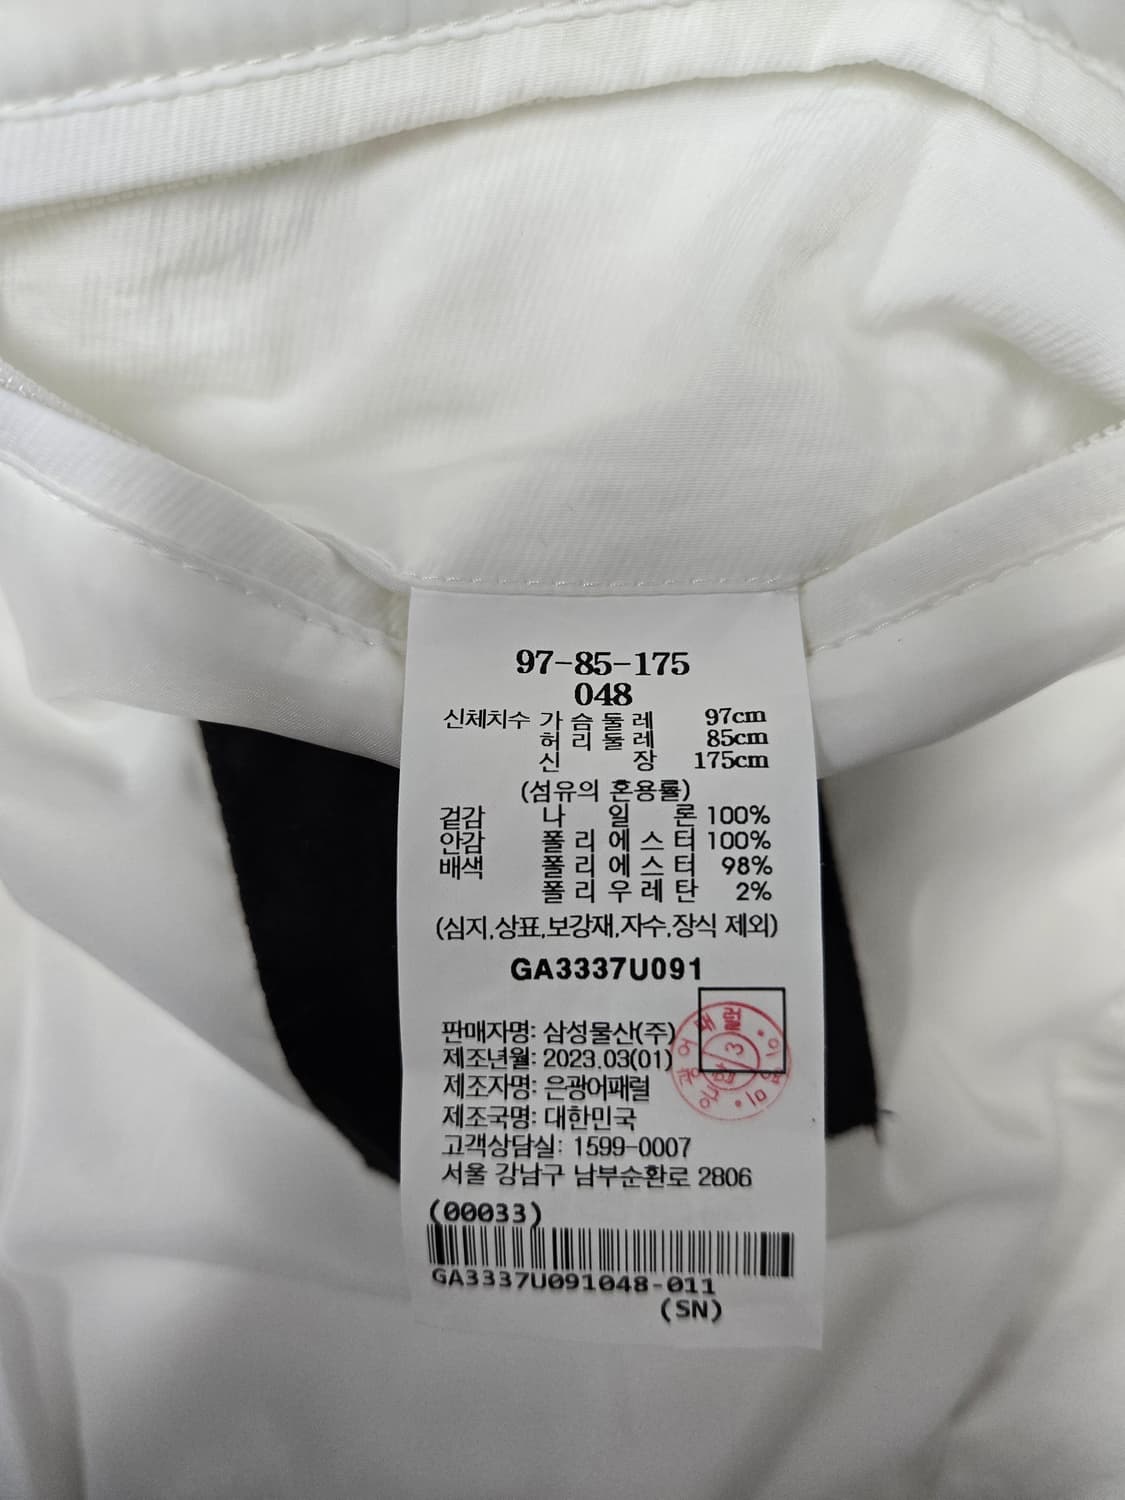 97-85-175
048
신체치수 가슴둘레 97cm
허리둘레 85cm
신장 175cm
(섬유의 혼용률)
겉감 나일론 100%
안감 폴리에스터 100%
배색 폴리에스터 98%
폴리우레탄 2%
(심지,상표,보강재,자수,장식 제외)
GA3337U091
판매자명: 삼성물산(주)
제조년월: 2023.03(01)
제조자명: 은광어패럴
제조국명: 대한민국
고객상담실: 1599-0007
서울 강남구 남부순환로 2806
(00033)
GA3337U091048-011
(SN)